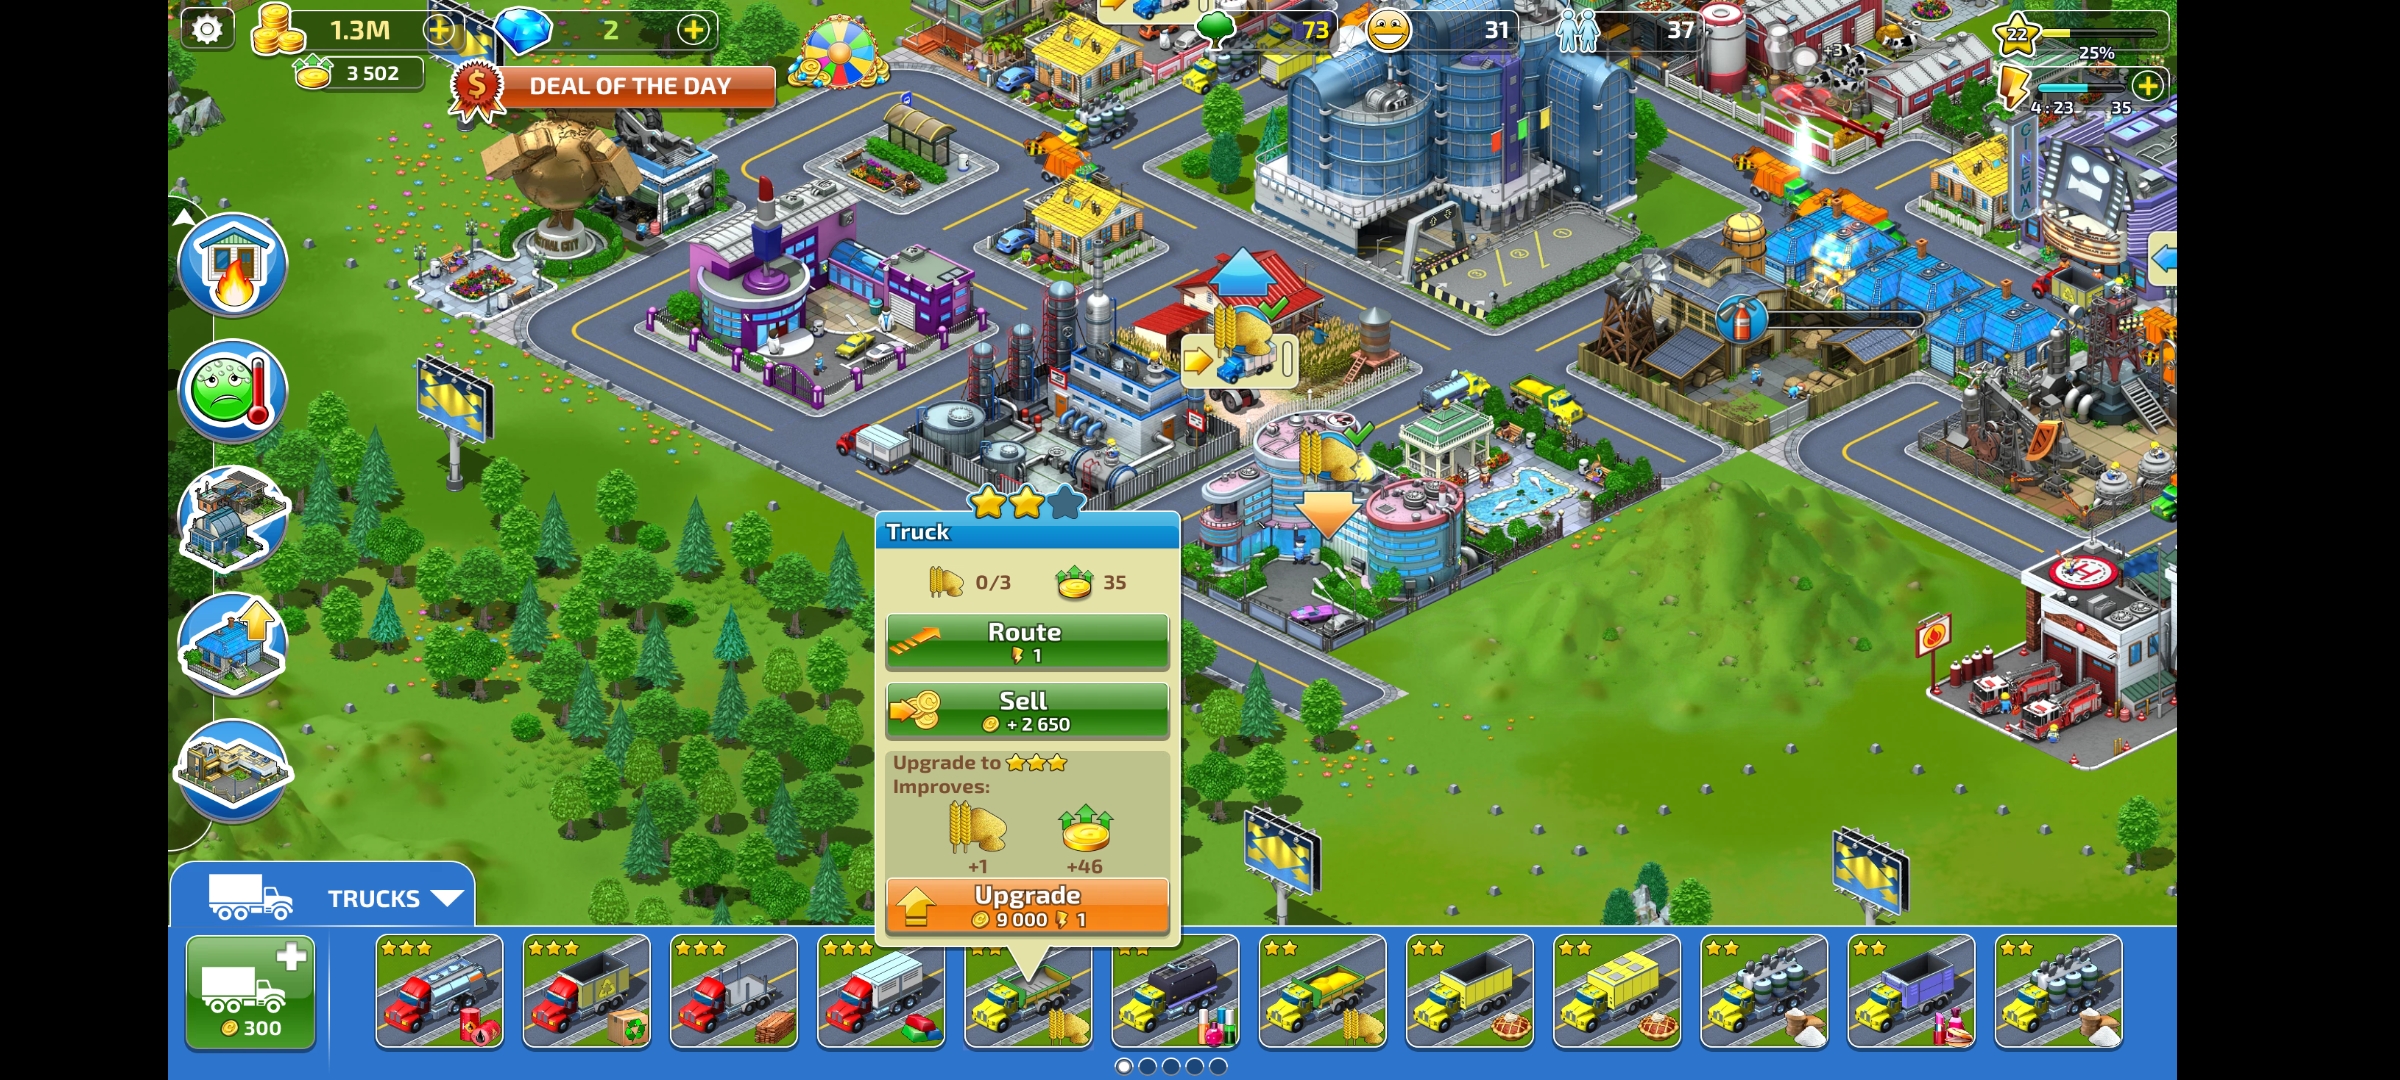 1.3M
2
73
31
37
22
25%
3 502
DEAL OF THE DAY
4:23
35
+3
CINEMA
Truck
0/3
35
Route
1
Sell
+ 2 650
Upgrade to
Improves:
+1
+46
Upgrade
9 000
1
TRUCKS
300